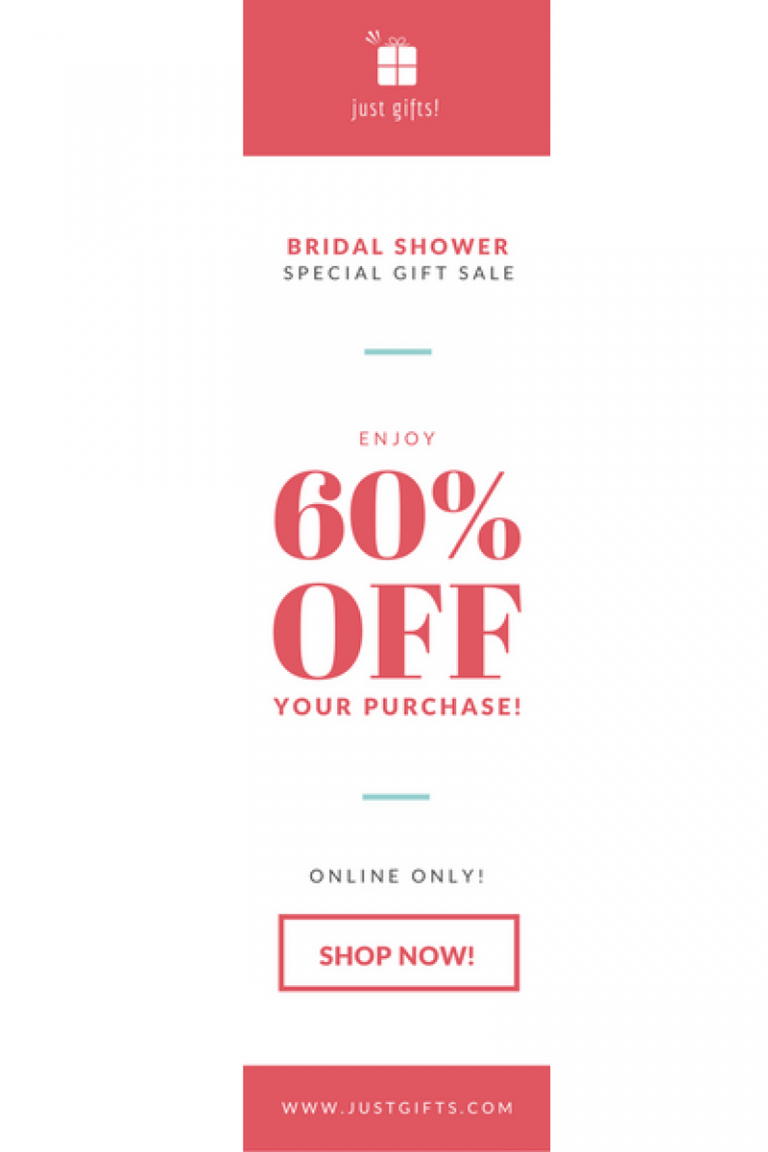 just gifts!
BRIDAL SHOWER
SPECIAL GIFT SALE
ENJOY
60%
OFF
YOUR PURCHASE!
ONLINE ONLY!
SHOP NOW!
WWW.JUSTGIFTS.COM